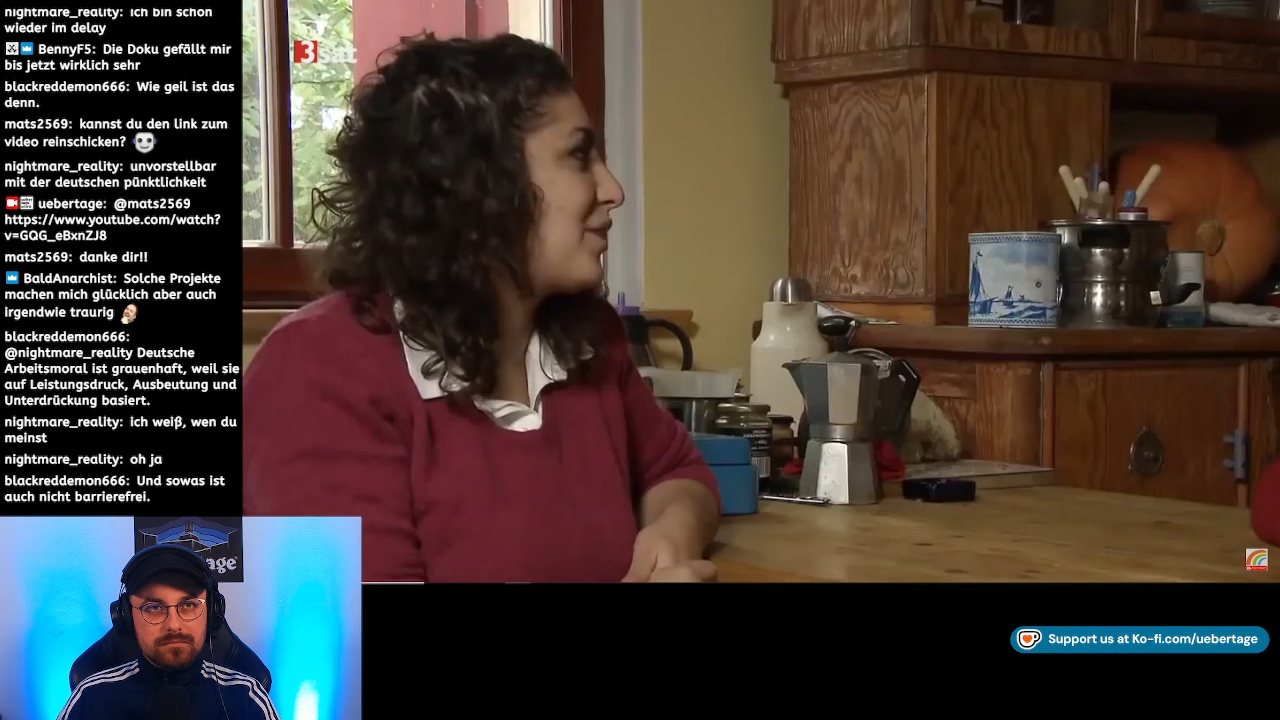 nightmare_reality: ich bin schon
wieder im delay
BennyF5: Die Doku gefällt mir
bis jetzt wirklich sehr
blackreddemon666: Wie geil ist das
denn.
mats2569: kannst du den link zum
video reinschicken?
nightmare_reality: unvorstellbar
mit der deutschen pünktlichkeit
uebertage: @mats2569
https://www.youtube.com/watch?
v=GQG_eBxnZJ8
mats2569: danke dir!!
BaldAnarchist: Solche Projekte
machen mich glücklich aber auch
irgendwie traurig
blackreddemon666:
@nightmare_reality Deutsche
Arbeitsmoral ist grauenhaft, weil sie
auf Leistungsdruck, Ausbeutung und
Unterdrückung basiert.
nightmare_reality: ich weiß, wen du
meinst
nightmare_reality: oh ja
blackreddemon666: Und sowas ist
auch nicht barrierefrei.
3sat
Support us at Ko-fi.com/uebertage